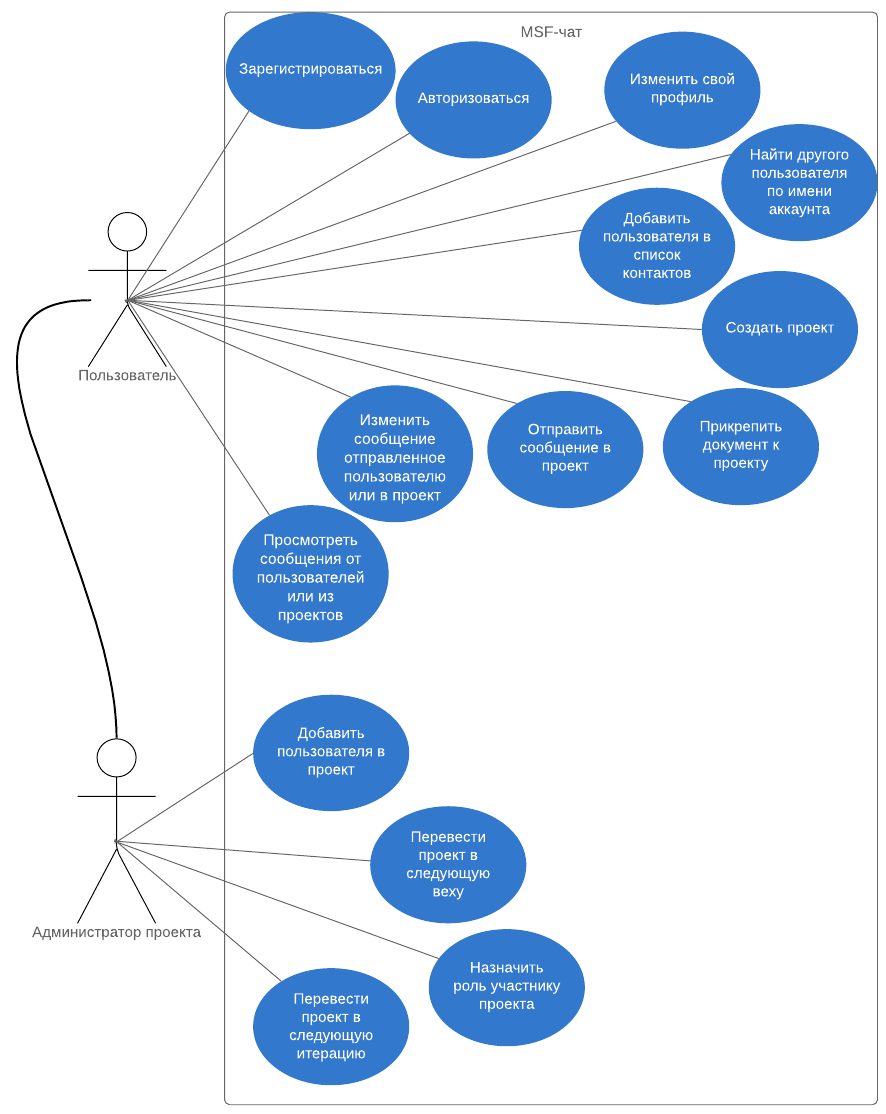 MSF-чат
Зарегистрироваться
Авторизоваться
Изменить свой
профиль
Найти другого
пользователя
по имени
аккаунта
Добавить
пользователя в
список
контактов
Создать проект
Пользователь
Изменить
сообщение
отправленное
пользователю
или в проект
Отправить
сообщение в
проект
Прикрепить
документ к
проекту
Просмотреть
сообщения от
пользователей
или из
проектов
Добавить
пользователя в
проект
Перевести
проект в
следующую
веху
Администратор проекта
Назначить
роль участнику
проекта
Перевести
проект в
следующую
итерацию